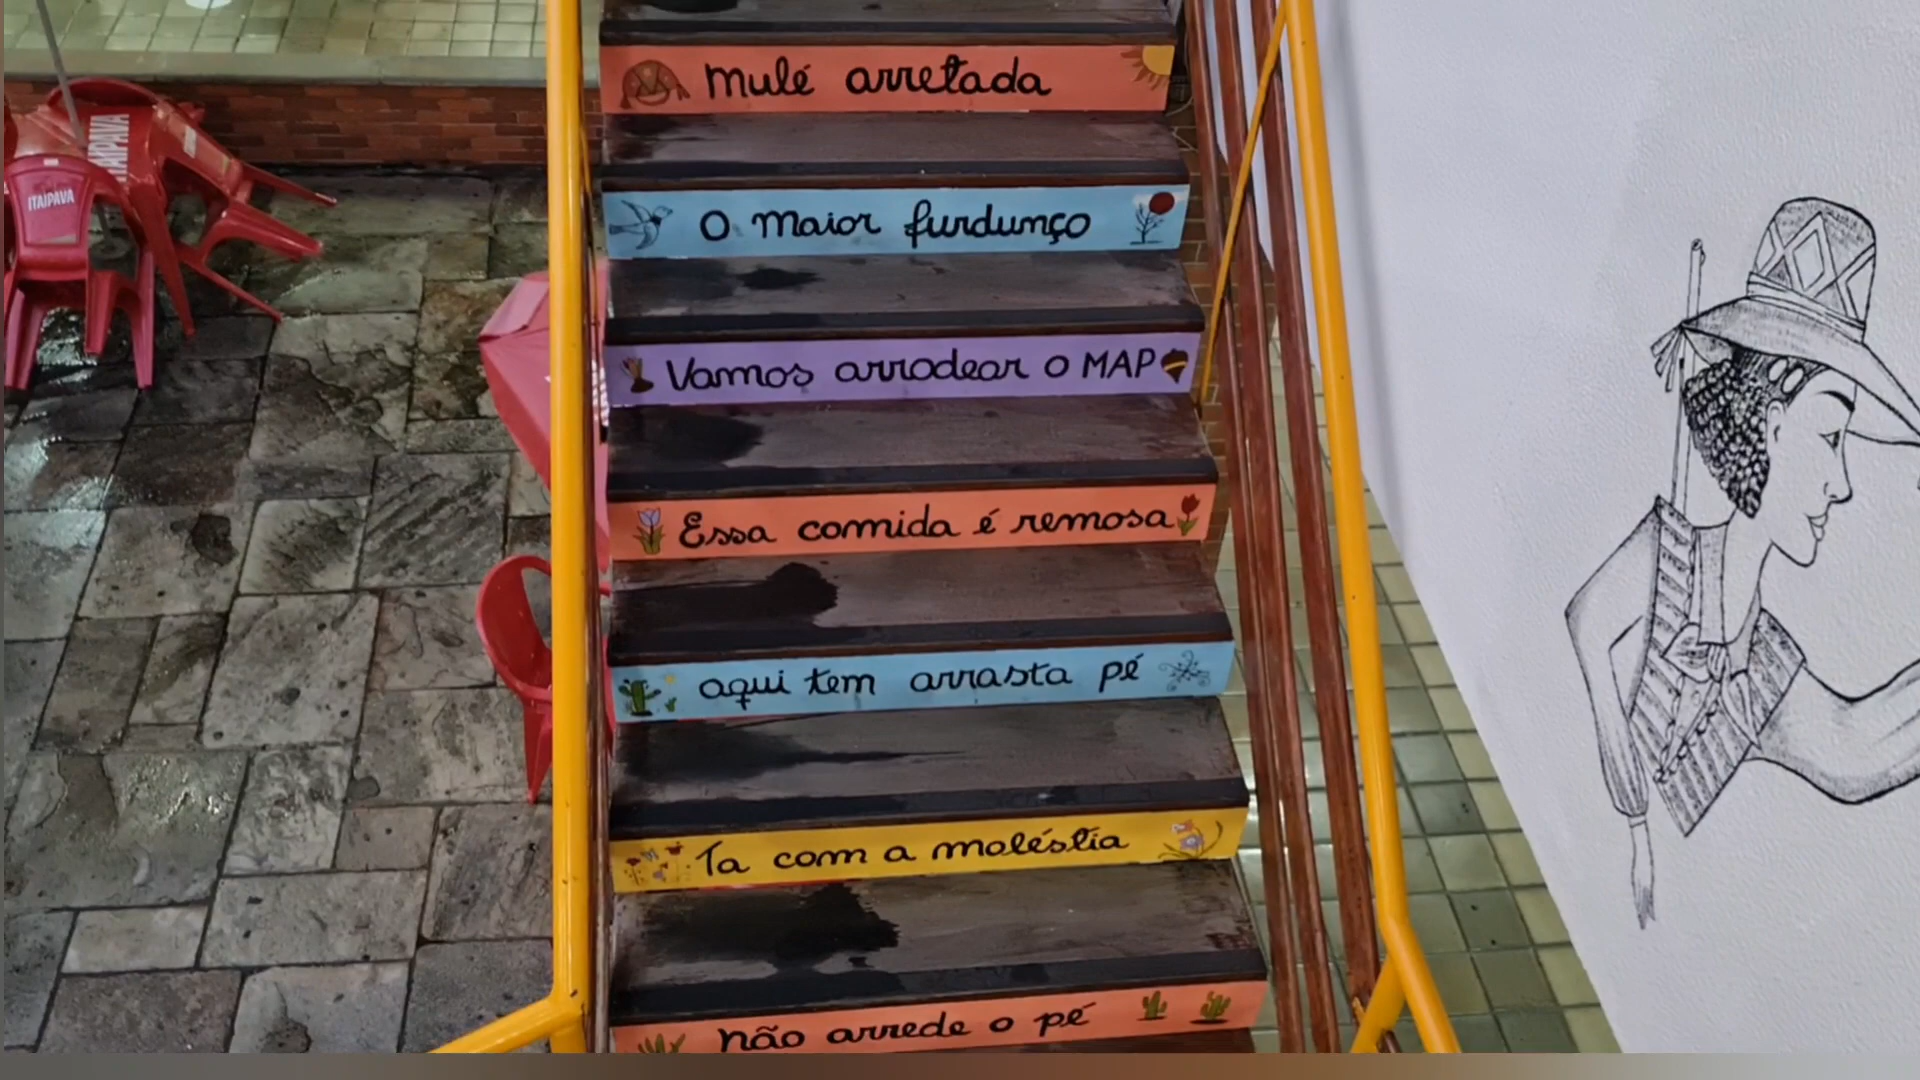 Mulé arretada
O Maior furdunço
Vamos arrodear o MAP
Essa comida é remosa
aqui tem arrasta pé
Ta com a moléstia
não arrede o pé
ITAIPAVA
ITAIPAVA